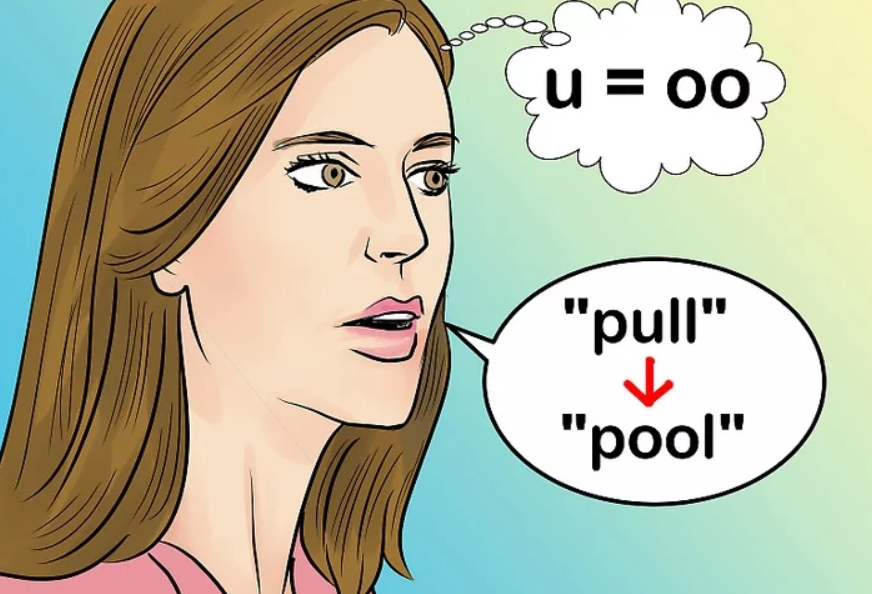 u = oo
"pull"
"pool"